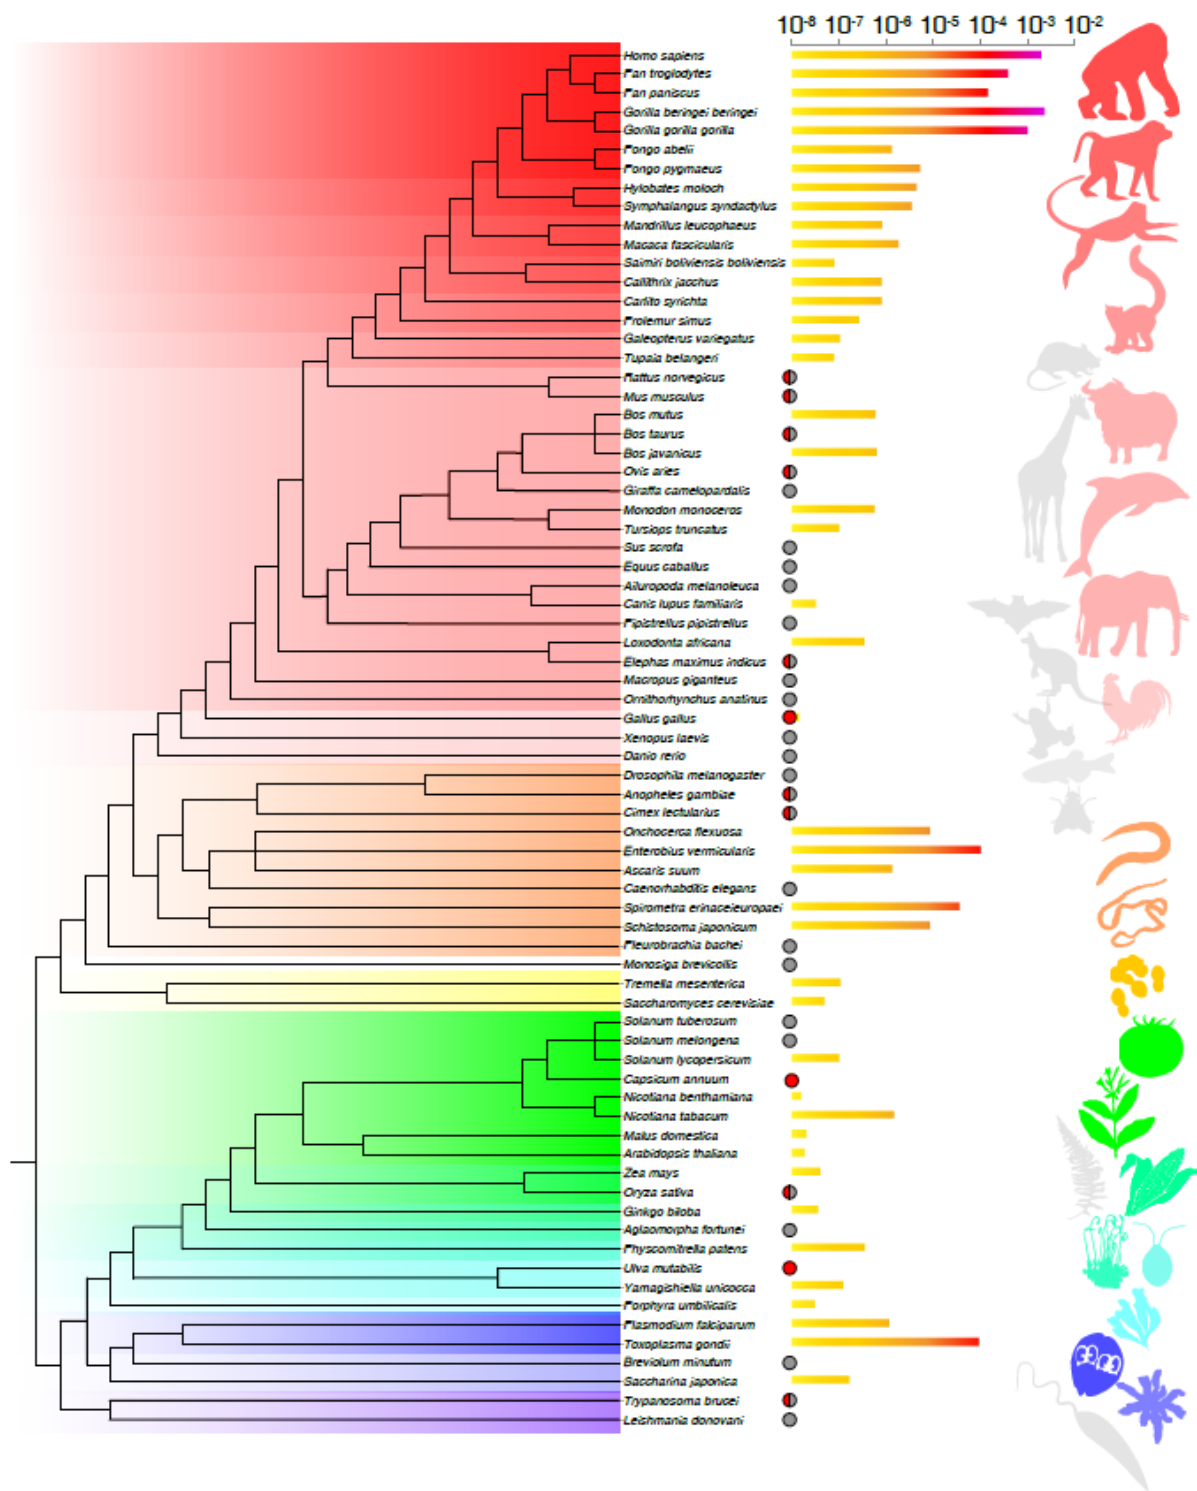 10-8 10-7 10-6 10-5 10-4 10-3 10-2
Homo sapiens
Pan troglodytes
Pan paniscus
Gorilla beringei beringei
Gorilla gorilla gorilla
Pongo abelii
Pongo pygmaeus
Hylobates moloch
Symphalangus syndactylus
Mandrillus leucophaeus
Macaca fascicularis
Saimiri boliviensis boliviensis
Callithrix jacchus
Carlito syrichta
Prolemur simus
Galeopterus variegatus
Tupaia belangeri
Rattus norvegicus
Mus musculus
Bos mutus
Bos taurus
Bos javanicus
Ovis aries
Giraffa camelopardalis
Monodon monoceros
Tursiops truncatus
Sus scrofa
Equus caballus
Ailuropoda melanoleuca
Canis lupus familiaris
Pipistrellus pipistrellus
Loxodonta africana
Elephas maximus indicus
Macropus giganteus
Ornithorhynchus anatinus
Gallus gallus
Xenopus laevis
Danio rerio
Drosophila melanogaster
Anopheles gambiae
Cimex lectularius
Onchocerca flexuosa
Enterobius vermicularis
Ascaris suum
Caenorhabditis elegans
Spirometra erinaceieuropaei
Schistosoma japonicum
Pleurobrachia bachei
Monosiga brevicollis
Tremella mesenterica
Saccharomyces cerevisiae
Solanum tuberosum
Solanum melongena
Solanum lycopersicum
Capsicum annuum
Nicotiana benthamiana
Nicotiana tabacum
Malus domestica
Arabidopsis thaliana
Zea mays
Oryza sativa
Ginkgo biloba
Aglaomorpha fortunei
Physcomitrella patens
Ulva mutabilis
Yamagishiella unicocca
Porphyra umbilicalis
Plasmodium falciparum
Toxoplasma gondii
Breviolum minutum
Saccharina japonica
Trypanosoma brucei
Leishmania donovani